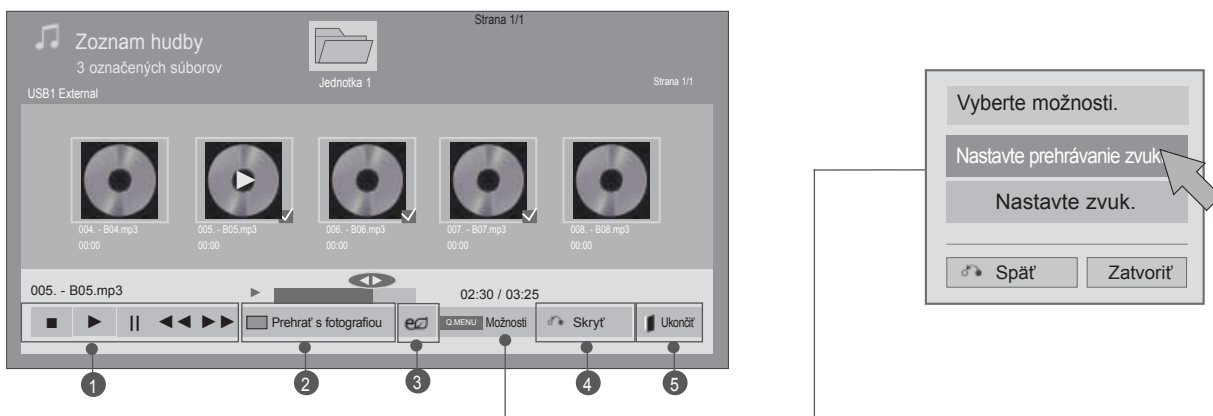 Strana 1/1
Zoznam hudby
3 označených súborov
Jednotka 1
Strana 1/1
USB1 External
004. - B04.mp3
00:00
005. - B05.mp3
00:00
006. - B06.mp3
00:00
007. - B07.mp3
00:00
008. - B08.mp3
00:00
005. - B05.mp3
02:30 / 03:25
Prehrať s fotografiou
Q.MENU Možnosti
Skryť
Ukončiť
1
2
3
4
5
Vyberte možnosti.
Nastavte prehrávanie zvuk
Nastavte zvuk.
Späť
Zatvoriť